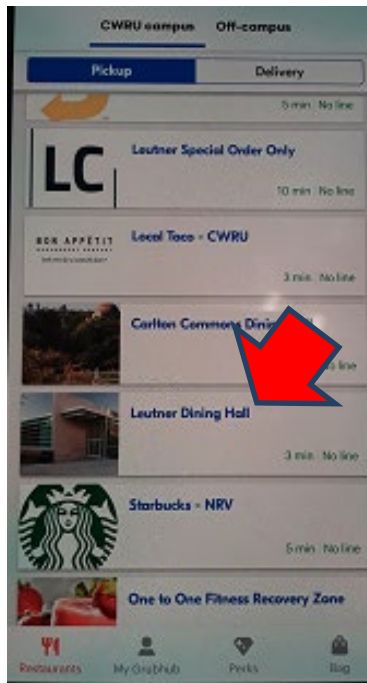 CWRU campus Off-campus
Pickup Delivery
5 min No line
LC
Leutner Special Order Only
10 min No line
BON APPÉTIT
Local Taco - CWRU
3 min No line
Carlton Commons Dining
line
Leutner Dining Hall
3 min No line
Starbucks - NRV
5 min No line
One to One Fitness Recovery Zone
Restaurants My Grubhub Perks Bag